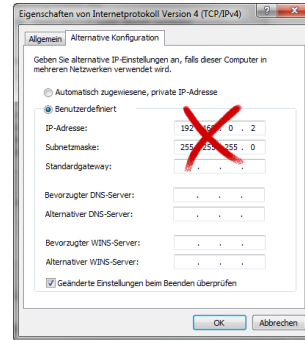 Eigenschaften von Internetprotokoll Version 4 (TCP/IPv4)
Allgemein Alternative Konfiguration
Geben Sie alternative IP-Einstellungen an, falls dieser Computer in
mehreren Netzwerken verwendet wird.
Automatisch zugewiesene, private IP-Adresse
Benutzerdefiniert
IP-Adresse: 192 . 168 . 0 . 2
Subnetzmaske: 255 . 255 . 255 . 0
Standardgateway: . . .
Bevorzugter DNS-Server: . . .
Alternativer DNS-Server: . . .
Bevorzugter WINS-Server: . . .
Alternativer WINS-Server: . . .
Geänderte Einstellungen beim Beenden überprüfen
OK Abbrechen